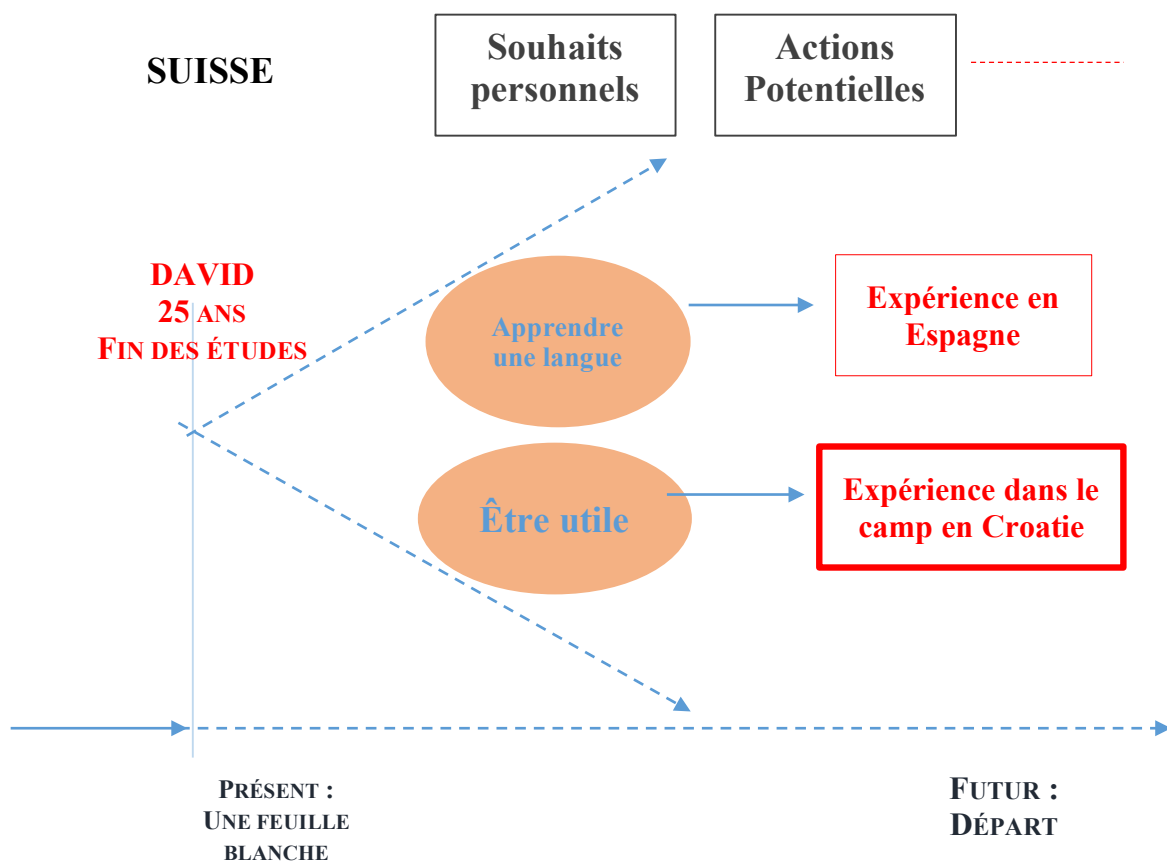 SUISSE
Souhaits
personnels
Actions
Potentielles
DAVID
25 ANS
FIN DES ÉTUDES
Apprendre
une langue
Expérience en
Espagne
Être utile
Expérience dans le
camp en Croatie
PRÉSENT :
UNE FEUILLE
BLANCHE
FUTUR :
DÉPART